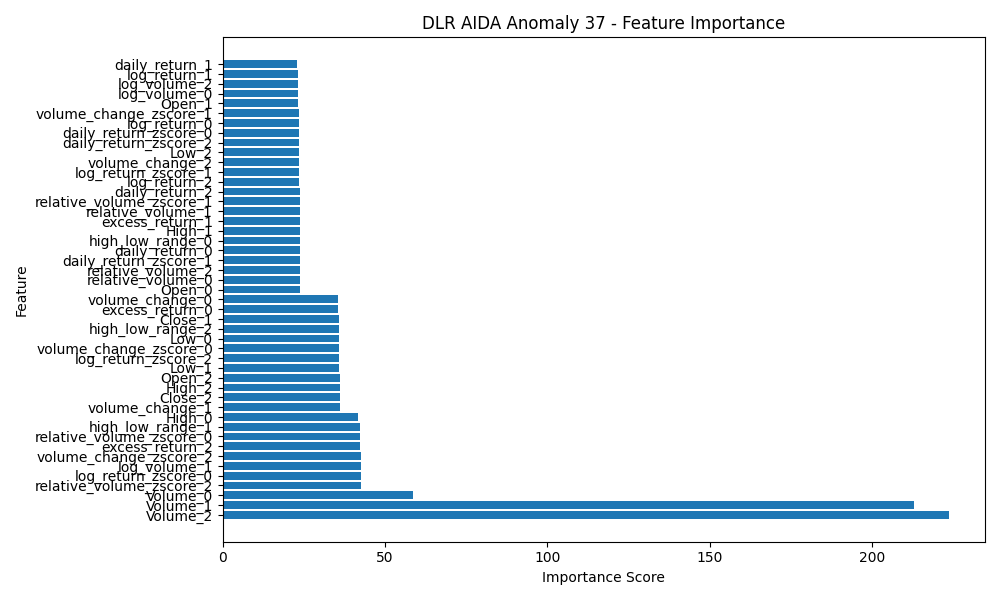 DLR AIDA Anomaly 37 - Feature Importance
daily_return_1
log_return_1
log_volume_2
log_volume_0
Open_1
volume_change_zscore_1
log_return_0
daily_return_zscore_0
daily_return_zscore_2
Low_2
volume_change_2
log_return_zscore_1
log_return_2
daily_return_2
relative_volume_zscore_1
relative_volume_1
excess_return_1
High_1
high_low_range_0
daily_return_0
daily_return_zscore_1
relative_volume_2
relative_volume_0
Open_0
volume_change_0
excess_return_0
Close_1
high_low_range_2
Low_0
volume_change_zscore_0
log_return_zscore_2
Low_1
Open_2
High_2
Close_2
volume_change_1
High_0
high_low_range_1
relative_volume_zscore_0
excess_return_2
volume_change_zscore_2
log_volume_1
log_return_zscore_0
relative_volume_zscore_2
Volume_0
Volume_1
Volume_2
Feature
0 50 100 150 200
Importance Score